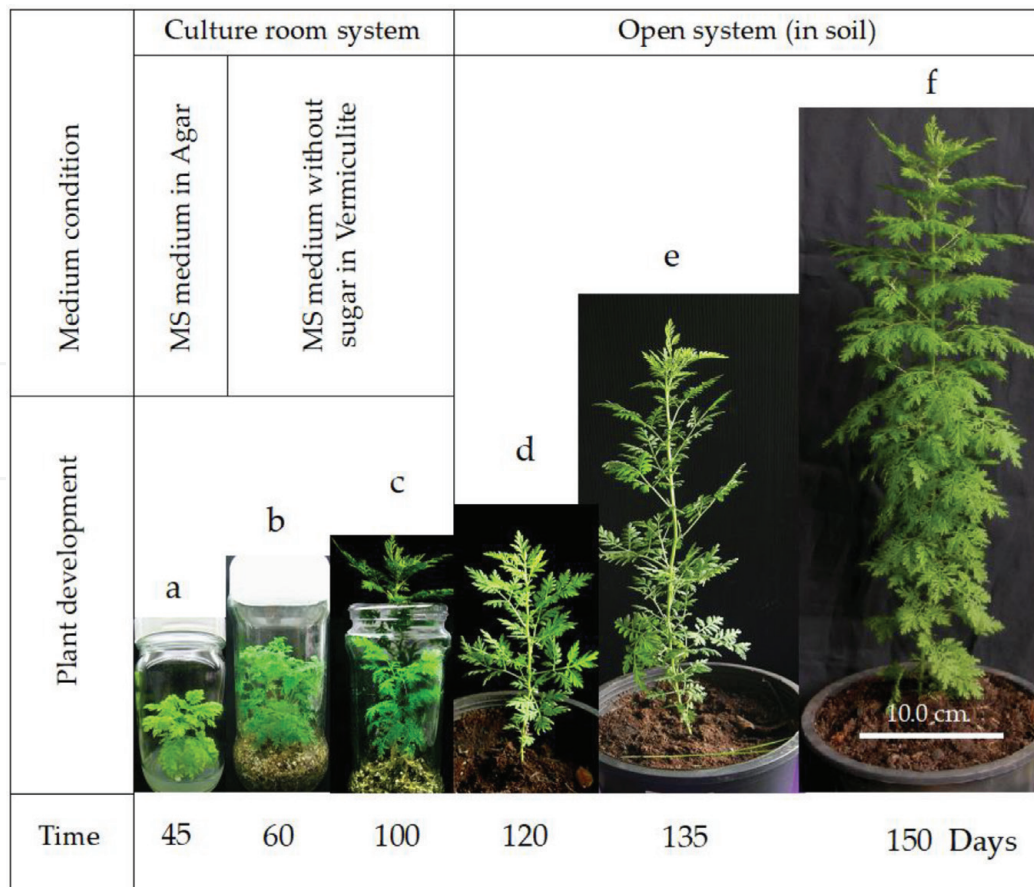 Culture room system
Open system (in soil)
Medium condition
MS medium in Agar
MS medium without
sugar in Vermiculite
Plant development
a
b
c
d
e
f
10.0 cm.
Time
45
60
100
120
135
150 Days